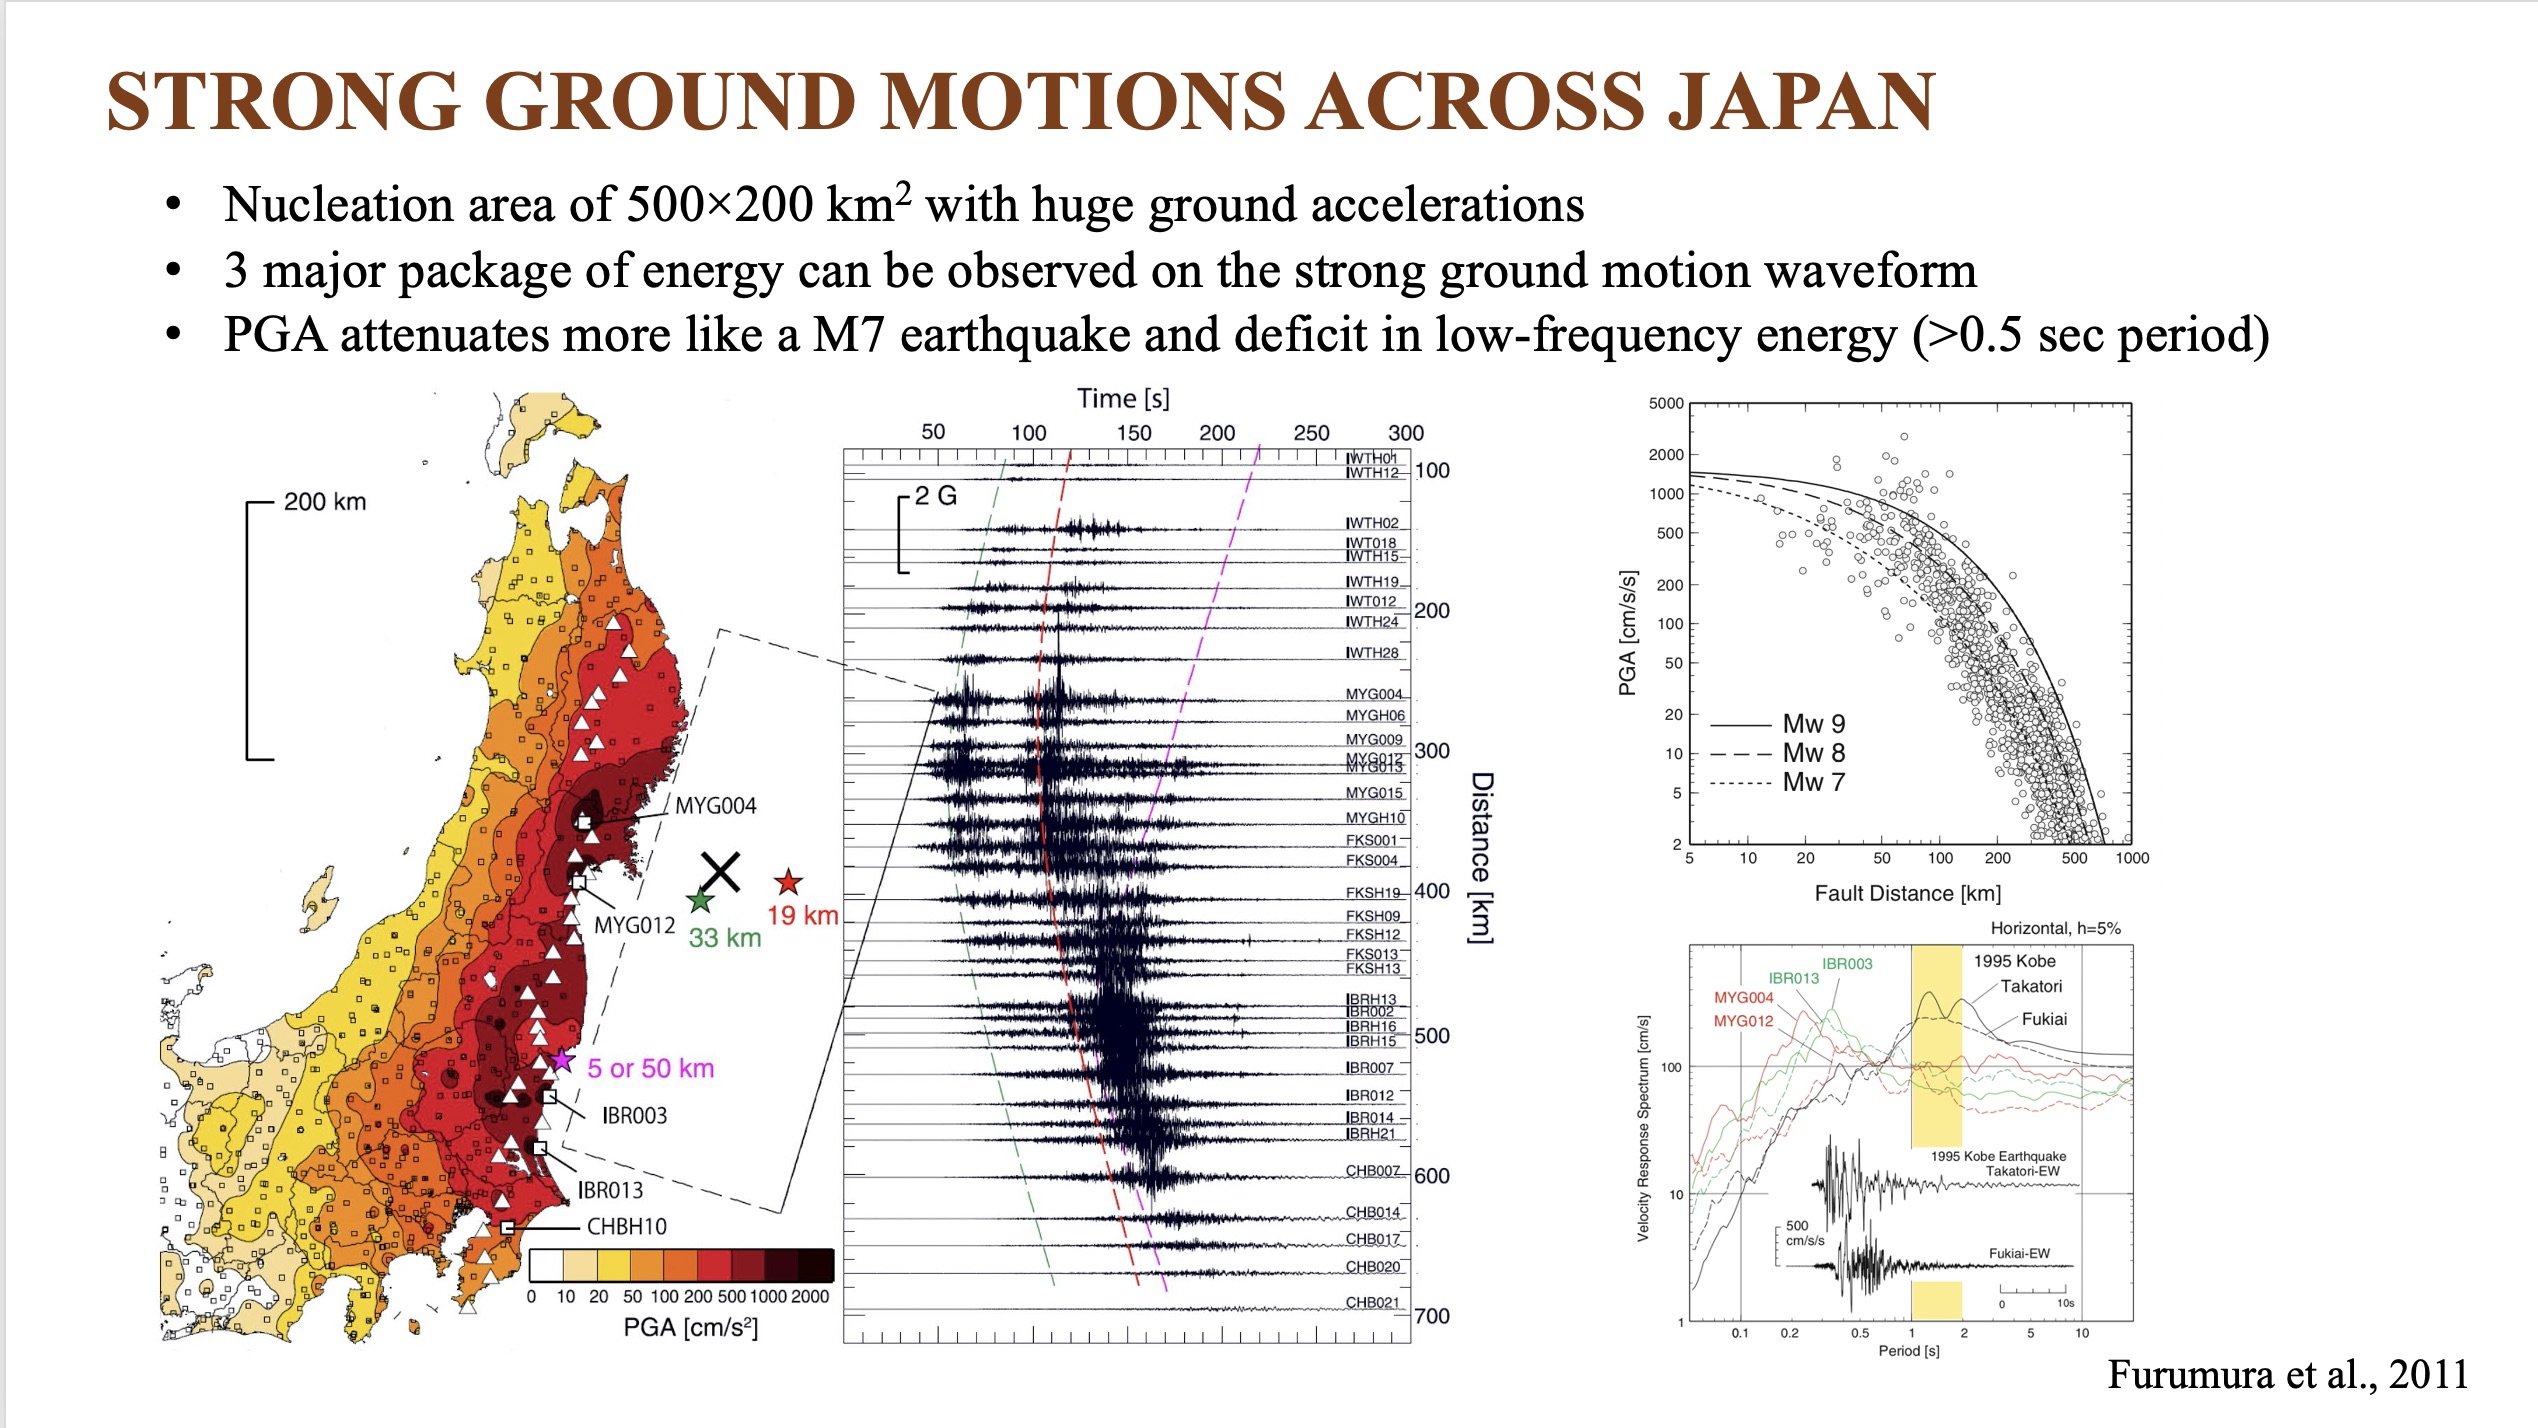 STRONG GROUND MOTIONS ACROSS JAPAN
• Nucleation area of 500×200 km² with huge ground accelerations
• 3 major package of energy can be observed on the strong ground motion waveform
• PGA attenuates more like a M7 earthquake and deficit in low-frequency energy (>0.5 sec period)
200 km
MYG004
MYG012
33 km
19 km
5 or 50 km
IBR003
IBR013
CHBH10
0 10 20 50 100 200 500 1000 2000
PGA [cm/s²]
Time [s]
50 100 150 200 250 300
2 G
IWTH01
IWTH12
IWTH02
IWT018
IWTH15
IWTH19
IWT012
IWTH24
IWTH28
MYG004
MYGH06
MYG009
MYG012
MYG013
MYG015
MYGH10
FKS001
FKS004
FKSH19
FKSH09
FKSH12
FKS013
FKSH13
IBRH13
IBR002
IBRH16
IBRH15
IBR007
IBR012
IBR014
IBRH21
CHB007
CHB014
CHB017
CHB020
CHB021
100
200
300
400
500
600
700
Distance [km]
5000
2000
1000
500
200
100
50
20
10
5
2
PGA [cm/s/s]
Mw 9
Mw 8
Mw 7
5 10 20 50 100 200 500 1000
Fault Distance [km]
Horizontal, h=5%
1995 Kobe
Takatori
Fukiai
IBR003
IBR013
MYG004
MYG012
100
10
1
Velocity Response Spectrum [cm/s]
1995 Kobe Earthquake
Takatori-EW
500
cm/s/s
Fukiai-EW
0 10s
0.1 0.2 0.5 1 2 5 10
Period [s]
Furumura et al., 2011